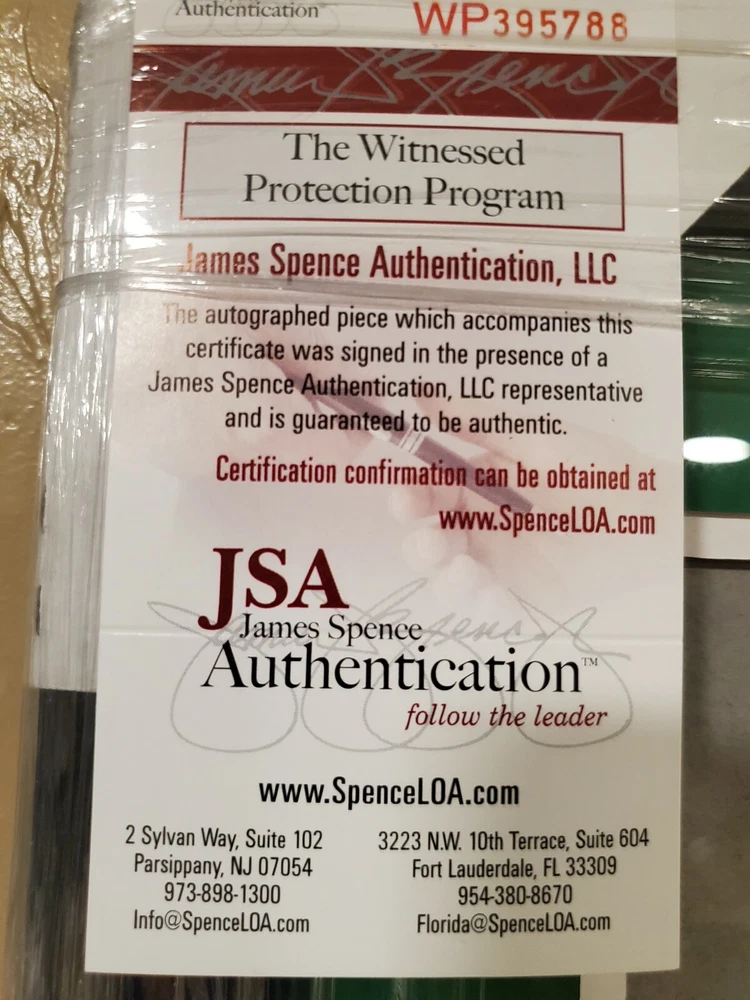 Authentication™
WP395788
The Witnessed
Protection Program
James Spence Authentication, LLC
The autographed piece which accompanies this
certificate was signed in the presence of a
James Spence Authentication, LLC representative
and is guaranteed to be authentic.
Certification confirmation can be obtained at
www.SpenceLOA.com
JSA
James Spence
Authentication™
follow the leader
www.SpenceLOA.com
2 Sylvan Way, Suite 102
Parsippany, NJ 07054
973-898-1300
Info@SpenceLOA.com
3223 N.W. 10th Terrace, Suite 604
Fort Lauderdale, FL 33309
954-380-8670
Florida@SpenceLOA.com